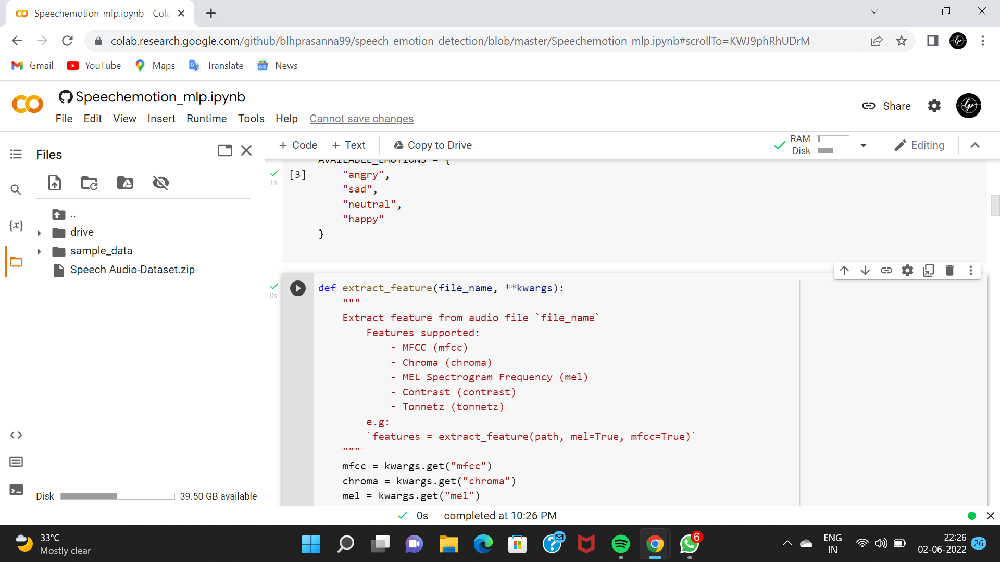 Speechemotion_mlp.ipynb - Cola
colab.research.google.com/github/blhprasanna99/speech_emotion_detection/blob/master/Speechemotion_mlp.ipynb#scrollTo=KWJ9phRhUDrM
Gmail YouTube Maps Translate News
Speechemotion_mlp.ipynb
File Edit View Insert Runtime Tools Help Cannot save changes
Share
Files
+ Code + Text Copy to Drive
RAM
Disk
Editing
..
drive
sample_data
Speech Audio-Dataset.zip
Disk 39.50 GB available
1s
[3]
AVAILABLE_EMOTIONS = {
"angry",
"sad",
"neutral",
"happy"
}
0s
def extract_feature(file_name, **kwargs):
"""
Extract feature from audio file `file_name`
Features supported:
- MFCC (mfcc)
- Chroma (chroma)
- MEL Spectrogram Frequency (mel)
- Contrast (contrast)
- Tonnetz (tonnetz)
e.g:
`features = extract_feature(path, mel=True, mfcc=True)`
"""
mfcc = kwargs.get("mfcc")
chroma = kwargs.get("chroma")
mel = kwargs.get("mel")
0s completed at 10:26 PM
33°C
Mostly clear
6
ENG
IN
22:26
02-06-2022
26